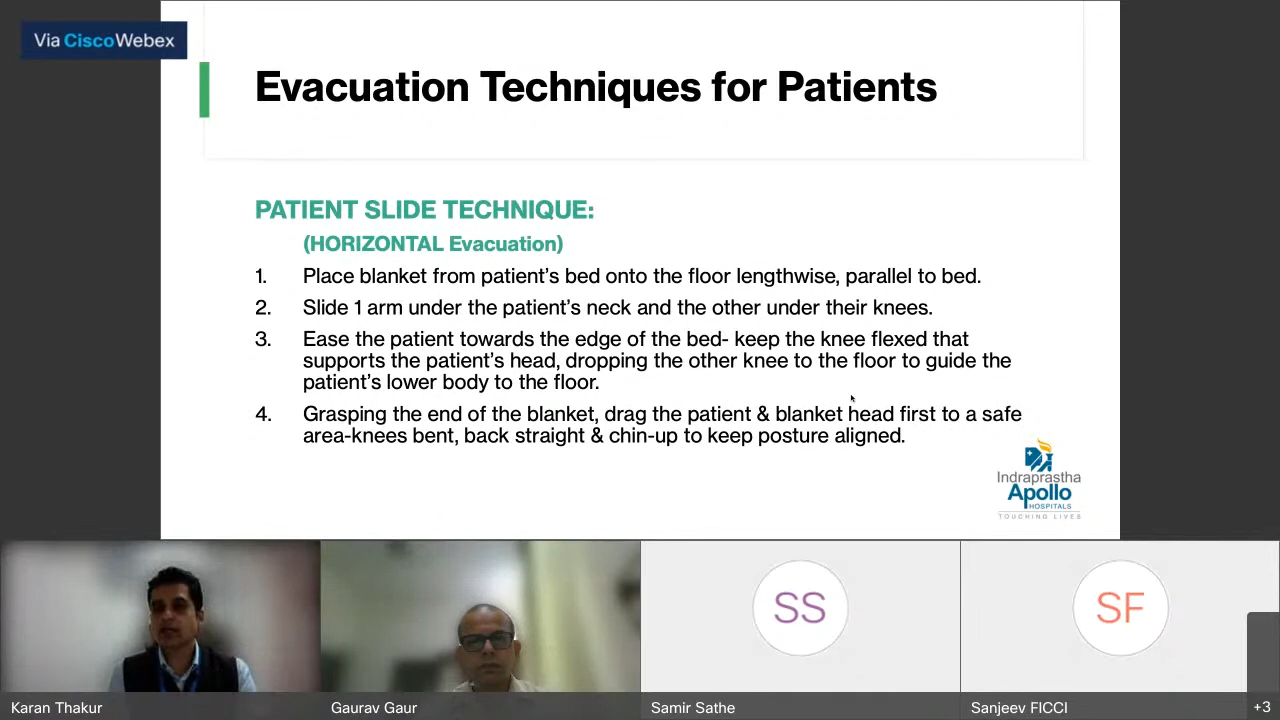 Via CiscoWebex
Evacuation Techniques for Patients
PATIENT SLIDE TECHNIQUE:
(HORIZONTAL Evacuation)
1. Place blanket from patient's bed onto the floor lengthwise, parallel to bed.
2. Slide 1 arm under the patient's neck and the other under their knees.
3. Ease the patient towards the edge of the bed- keep the knee flexed that
supports the patient's head, dropping the other knee to the floor to guide the
patient's lower body to the floor.
4. Grasping the end of the blanket, drag the patient & blanket head first to a safe
area-knees bent, back straight & chin-up to keep posture aligned.
Indraprastha
Apollo
HOSPITALS
TOUCHING LIVES
SS
SF
Karan Thakur
Gaurav Gaur
Samir Sathe
Sanjeev FICCI
+3